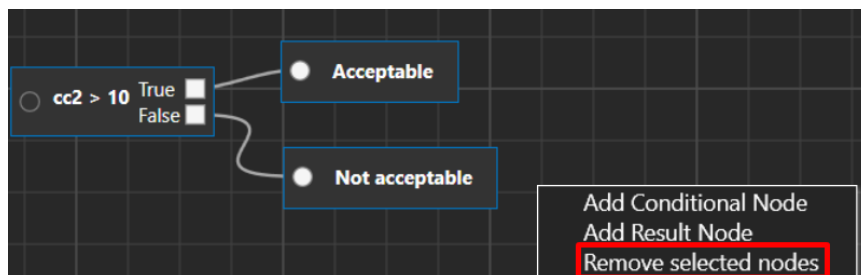 cc2 > 10
True
False
Acceptable
Not acceptable
Add Conditional Node
Add Result Node
Remove selected nodes